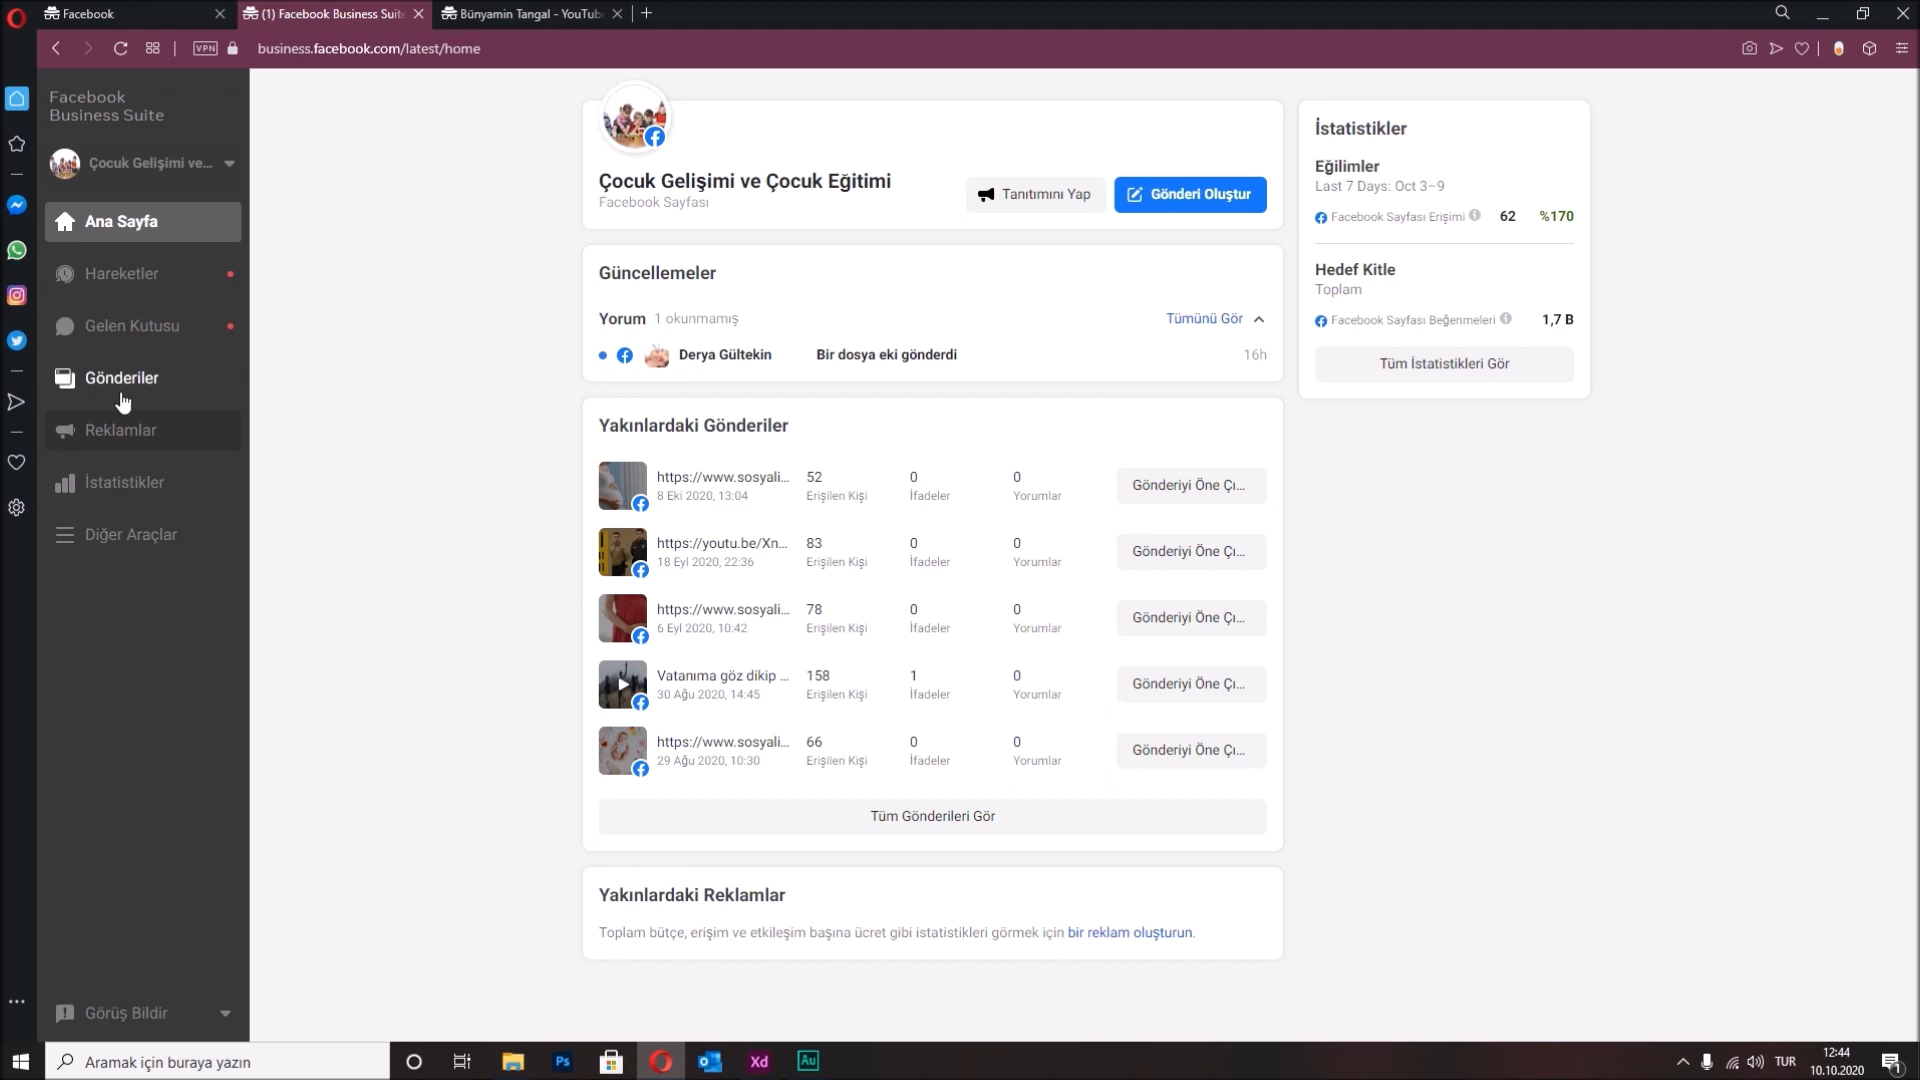 Facebook
(1) Facebook Business Suite
Bünyamin Tangal - YouTube
VPN
business.facebook.com/latest/home
Facebook
Business Suite
Çocuk Gelişimi ve...
Ana Sayfa
Hareketler
Gelen Kutusu
Gönderiler
Reklamlar
İstatistikler
Diğer Araçlar
Görüş Bildir
Çocuk Gelişimi ve Çocuk Eğitimi
Facebook Sayfası
Tanıtımını Yap
Gönderi Oluştur
Güncellemeler
Yorum 1 okunmamış
Tümünü Gör
Derya Gültekin Bir dosya eki gönderdi 16h
Yakınlardaki Gönderiler
https://www.sosyali... 52 0 0
8 Eki 2020, 13:04 Erişilen Kişi İfadeler Yorumlar
Gönderiyi Öne Çı...
https://youtu.be/Xn... 83 0 0
18 Eyl 2020, 22:36 Erişilen Kişi İfadeler Yorumlar
Gönderiyi Öne Çı...
https://www.sosyali... 78 0 0
6 Eyl 2020, 10:42 Erişilen Kişi İfadeler Yorumlar
Gönderiyi Öne Çı...
Vatanıma göz dikip ... 158 1 0
30 Ağu 2020, 14:45 Erişilen Kişi İfadeler Yorumlar
Gönderiyi Öne Çı...
https://www.sosyali... 66 0 0
29 Ağu 2020, 10:30 Erişilen Kişi İfadeler Yorumlar
Gönderiyi Öne Çı...
Tüm Gönderileri Gör
Yakınlardaki Reklamlar
Toplam bütçe, erişim ve etkileşim başına ücret gibi istatistikleri görmek için bir reklam oluşturun.
İstatistikler
Eğilimler
Last 7 Days: Oct 3–9
Facebook Sayfası Erişimi 62 %170
Hedef Kitle
Toplam
Facebook Sayfası Beğenmeleri 1,7 B
Tüm İstatistikleri Gör
Aramak için buraya yazın
Ps
Xd
Au
TUR
12:44
10.10.2020
1